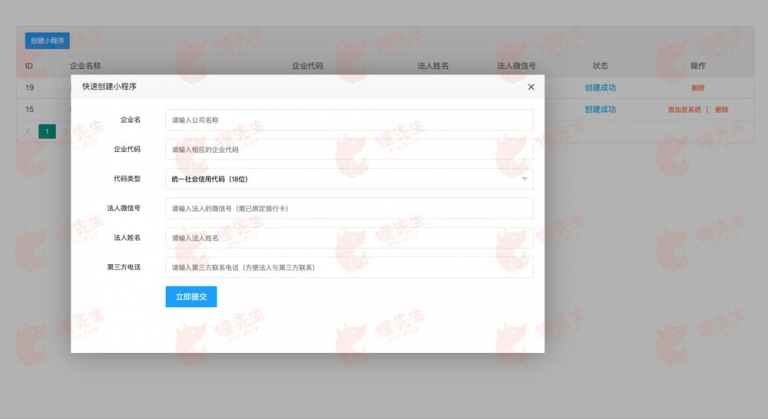 创建小程序
ID 企业名称 企业代码 法人姓名 法人微信号 状态 操作
快速创建小程序
19 创建成功 删除
15 创建成功 添加至系统 | 删除
1
企业名 请输入公司名称
企业代码 请输入相应的企业代码
代码类型 统一社会信用代码（18位）
法人微信号 请输入法人的微信号（需已绑定银行卡）
法人姓名 请输入法人姓名
第三方电话 请输入第三方联系电话（方便法人与第三方联系）
立即提交
狸先生